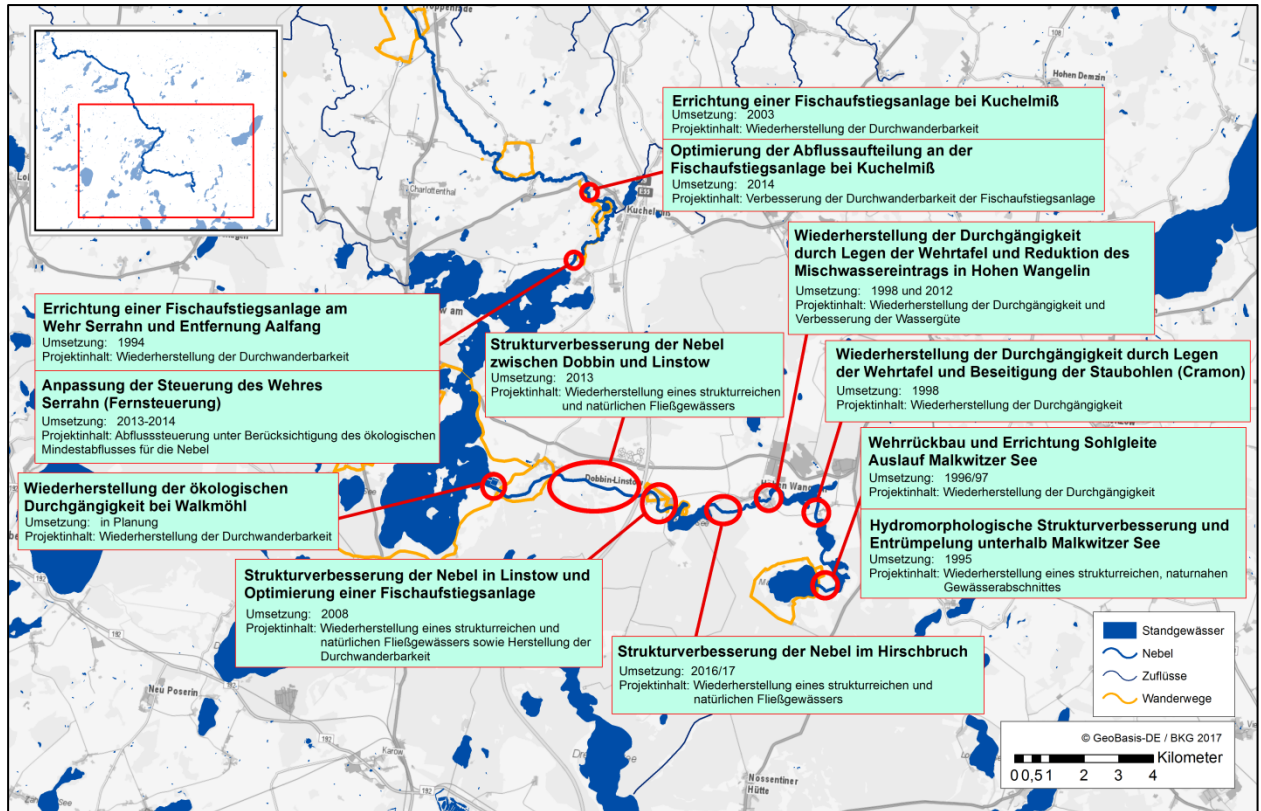 Hoppenrade
108
Hohen Demzin
Charlottenthal
E55
Kuchelmiß
Errichtung einer Fischaufstiegsanlage bei Kuchelmiß
Umsetzung: 2003
Projektinhalt: Wiederherstellung der Durchwanderbarkeit
Optimierung der Abflussaufteilung an der
Fischaufstiegsanlage bei Kuchelmiß
Umsetzung: 2014
Projektinhalt: Verbesserung der Durchwanderbarkeit der Fischaufstiegsanlage
Wiederherstellung der Durchgängigkeit
durch Legen der Wehrtafel und Reduktion des
Mischwassereintrags in Hohen Wangelin
Umsetzung: 1998 und 2012
Projektinhalt: Wiederherstellung der Durchgängigkeit und
Verbesserung der Wassergüte
Errichtung einer Fischaufstiegsanlage am
Wehr Serrahn und Entfernung Aalfang
Umsetzung: 1994
Projektinhalt: Wiederherstellung der Durchwanderbarkeit
Anpassung der Steuerung des Wehres
Serrahn (Fernsteuerung)
Umsetzung: 2013-2014
Projektinhalt: Abflusssteuerung unter Berücksichtigung des ökologischen
Mindestabflusses für die Nebel
Strukturverbesserung der Nebel
zwischen Dobbin und Linstow
Umsetzung: 2013
Projektinhalt: Wiederherstellung eines strukturreichen
und natürlichen Fließgewässers
Wiederherstellung der Durchgängigkeit durch Legen
der Wehrtafel und Beseitigung der Staubohlen (Cramon)
Umsetzung: 1998
Projektinhalt: Wiederherstellung der Durchgängigkeit
Wehrrückbau und Errichtung Sohlgleite
Auslauf Malkwitzer See
Umsetzung: 1996/97
Projektinhalt: Wiederherstellung der Durchgängigkeit
Hydromorphologische Strukturverbesserung und
Entrümpelung unterhalb Malkwitzer See
Umsetzung: 1995
Projektinhalt: Wiederherstellung eines strukturreichen, naturnahen
Gewässerabschnittes
Wiederherstellung der ökologischen
Durchgängigkeit bei Walkmöhl
Umsetzung: in Planung
Projektinhalt: Wiederherstellung der Durchwanderbarkeit
Dobbin-Linstow
Strukturverbesserung der Nebel in Linstow und
Optimierung einer Fischaufstiegsanlage
Umsetzung: 2008
Projektinhalt: Wiederherstellung eines strukturreichen und
natürlichen Fließgewässers sowie Herstellung der
Durchwanderbarkeit
Strukturverbesserung der Nebel im Hirschbruch
Umsetzung: 2016/17
Projektinhalt: Wiederherstellung eines strukturreichen und
natürlichen Fließgewässers
182
182
182
Neu Poserin
Karow
Nossentiner
Hütte
Standgewässer
Nebel
Zuflüsse
Wanderwege
© GeoBasis-DE / BKG 2017
Kilometer
0 0,5 1 2 3 4